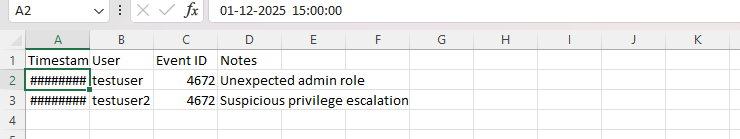 A2 fx 01-12-2025 15:00:00
A B C D E F G H I J K
1 Timestam User Event ID Notes
2 ######## testuser 4672 Unexpected admin role
3 ######## testuser2 4672 Suspicious privilege escalation
4
5